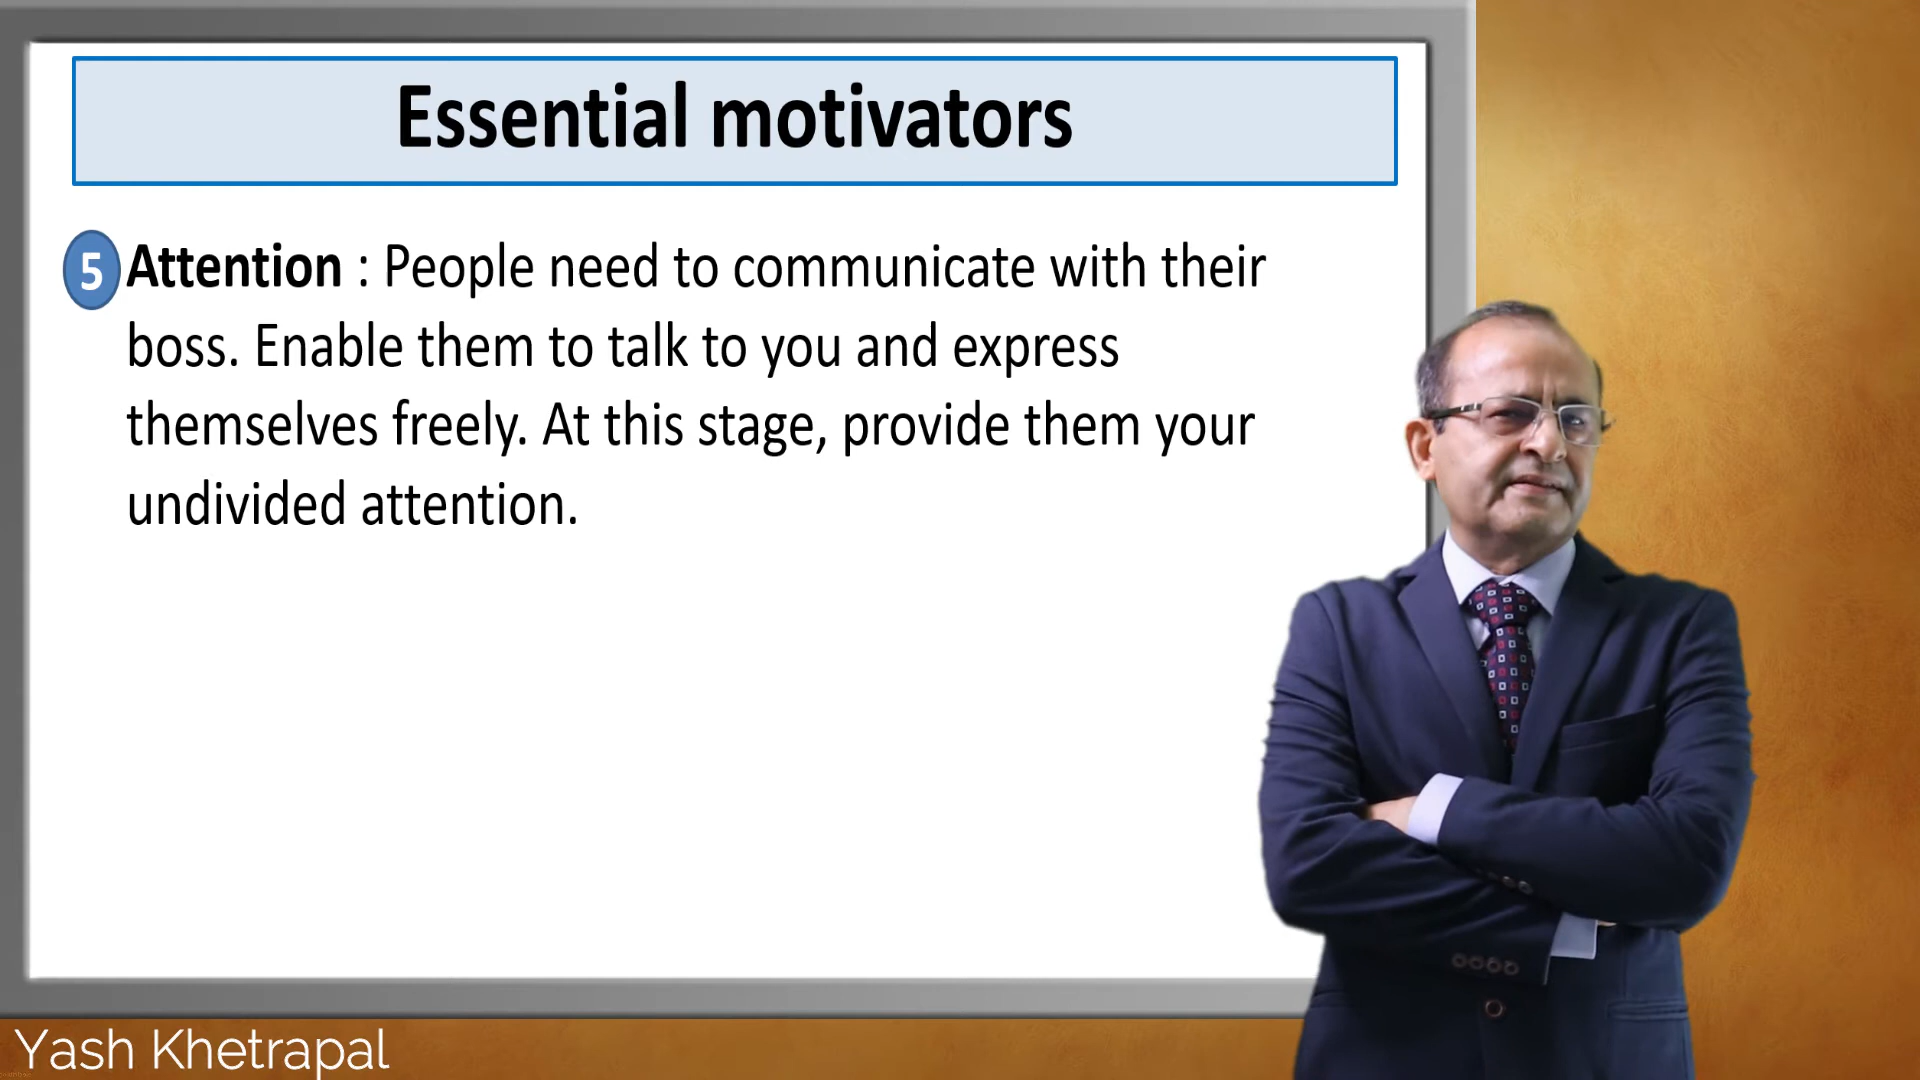 Essential motivators
5 Attention : People need to communicate with their
boss. Enable them to talk to you and express
themselves freely. At this stage, provide them your
undivided attention.
Yash Khetrapal